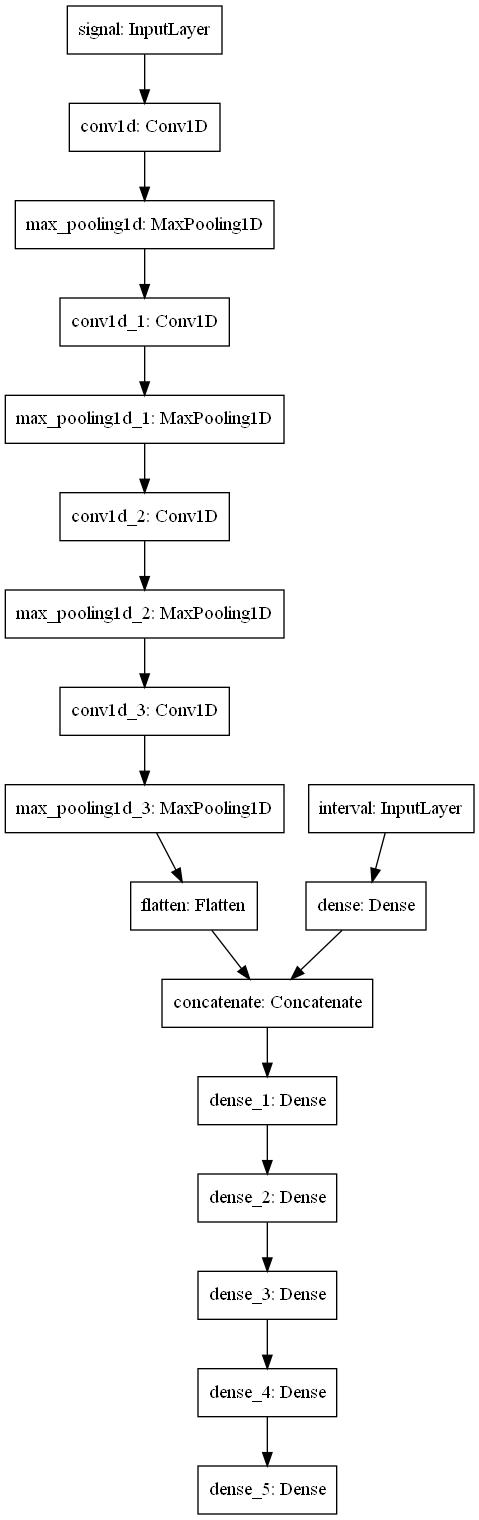 signal: InputLayer
conv1d: Conv1D
max_pooling1d: MaxPooling1D
conv1d_1: Conv1D
max_pooling1d_1: MaxPooling1D
conv1d_2: Conv1D
max_pooling1d_2: MaxPooling1D
conv1d_3: Conv1D
max_pooling1d_3: MaxPooling1D
interval: InputLayer
flatten: Flatten
dense: Dense
concatenate: Concatenate
dense_1: Dense
dense_2: Dense
dense_3: Dense
dense_4: Dense
dense_5: Dense